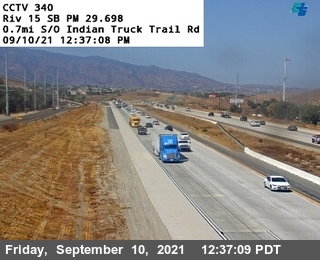 CCTV 340
Riv 15 SB PM 29.698
0.7mi S/O Indian Truck Trail Rd
09/10/21 12:37:08 PM
Friday, September 10, 2021 12:37:09 PDT